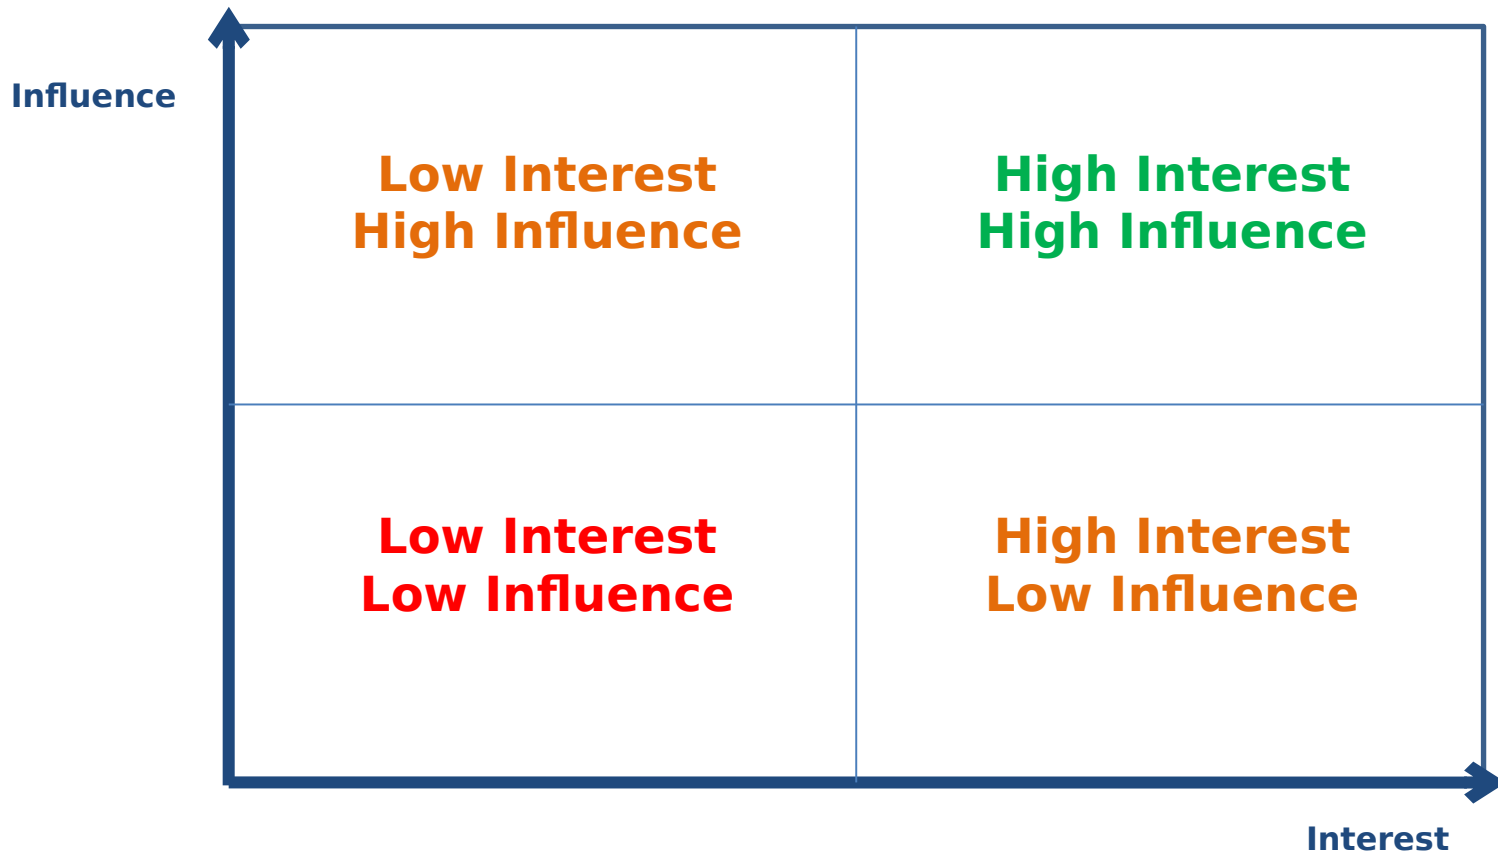 Influence
Low Interest
High Influence
High Interest
High Influence
Low Interest
Low Influence
High Interest
Low Influence
Interest